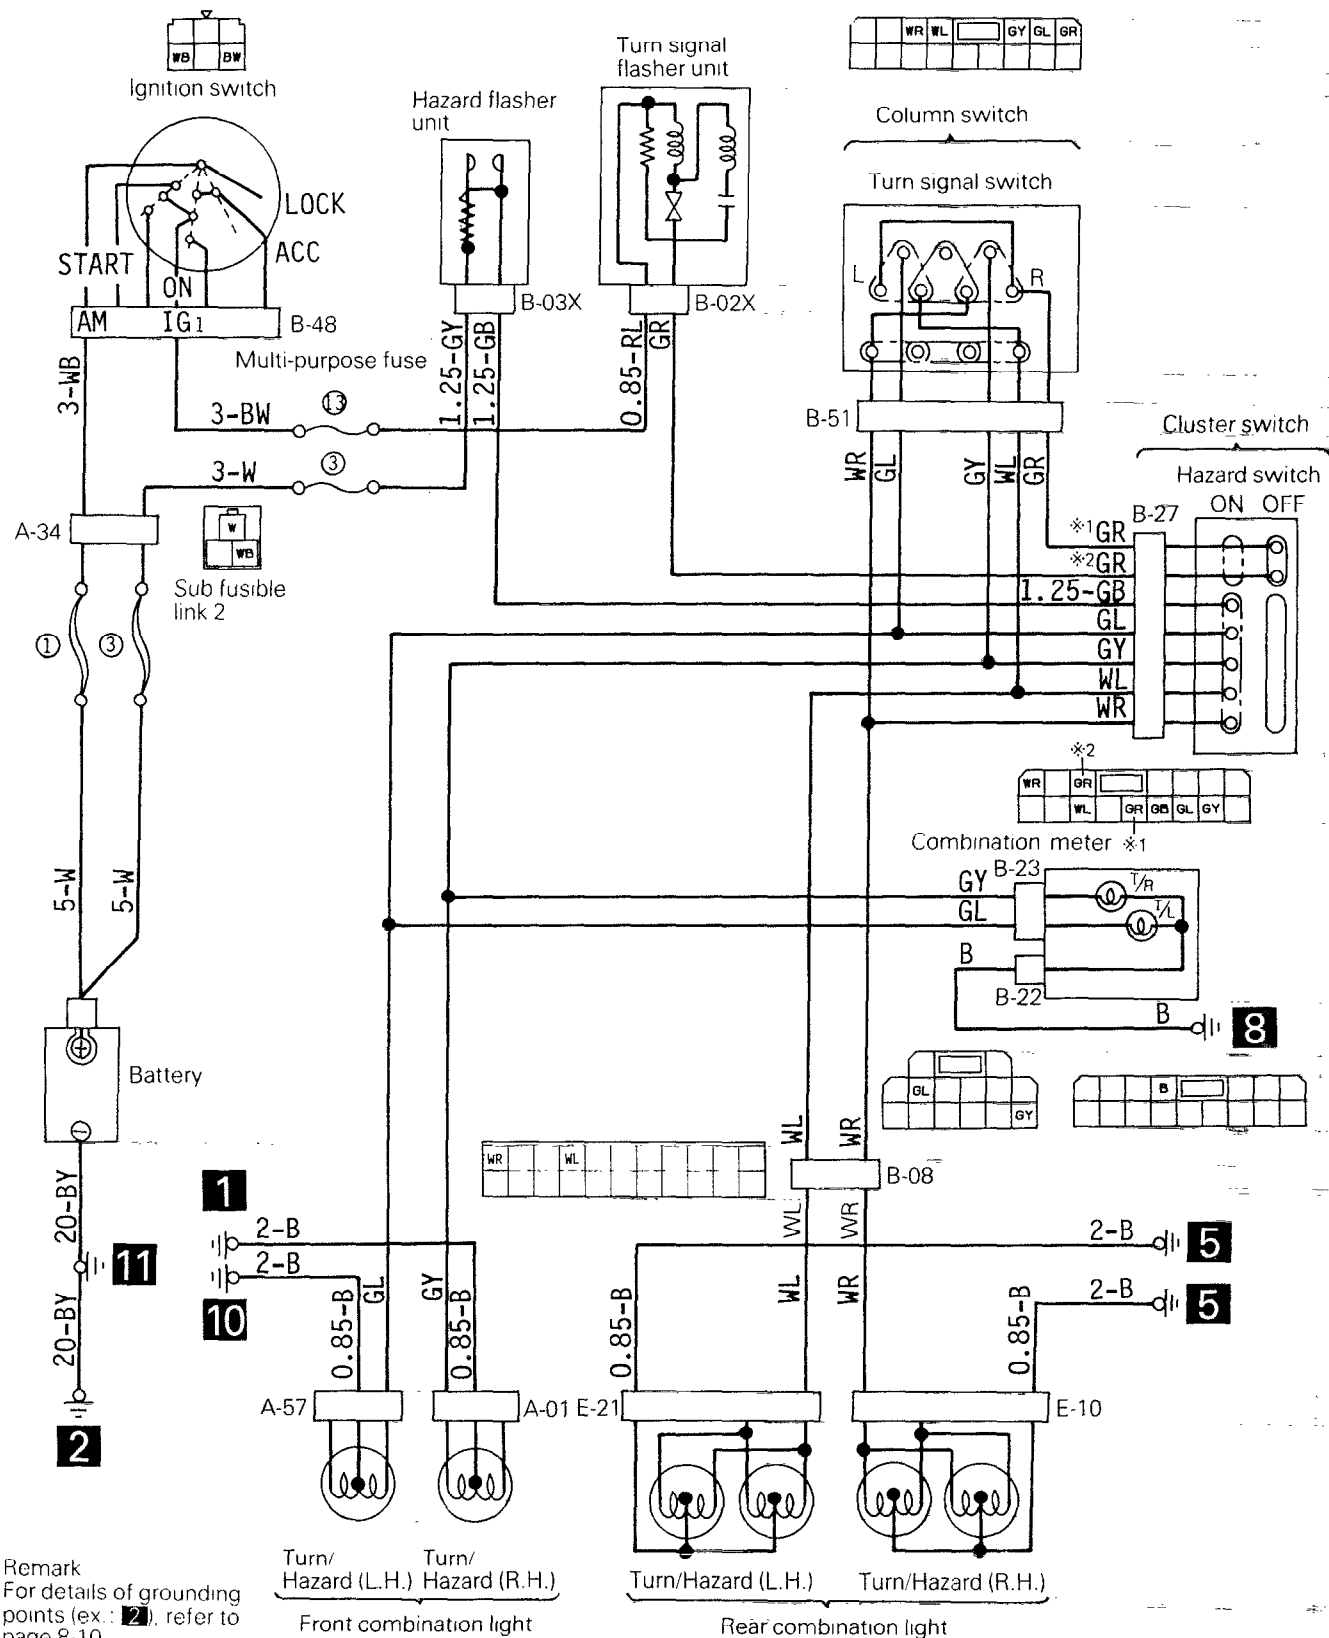 WR WL GY GL GR
WB BW
Ignition switch
Turn signal
flasher unit
Hazard flasher
unit
Column switch
Turn signal switch
LOCK
ACC
START
ON
L R
AM IG1 B-48
B-03X
B-02X
Multi-purpose fuse
3-WB
1.25-GY
1.25-GB
0.85-RL
GR
3-BW
13
3-W
3
B-51
WR
GL
GY
WL
GR
Cluster switch
Hazard switch
ON OFF
B-27
A-34
W
WB
Sub fusible
link 2
※1GR
※2GR
1.25-GB
GL
GY
WL
WR
1
3
※2
WR GR
WL GR GB GL GY
Combination meter ※1
5-W
5-W
B-23
GY
GL
T/R
T/L
B
B-22
B
8
Battery
GL
GY
B
WL
WR
WR WL
B-08
20-BY
1
2-B
2-B
10
11
20-BY
2
GL
GY
0.85-B
0.85-B
WL
WR
WL
WR
0.85-B
0.85-B
2-B
5
2-B
5
A-57
A-01
E-21
E-10
Turn/
Hazard (L.H.)
Turn/
Hazard (R.H.)
Turn/Hazard (L.H.)
Turn/Hazard (R.H.)
Front combination light
Rear combination light
Remark
For details of grounding
points (ex.: 2), refer to
page 8-10